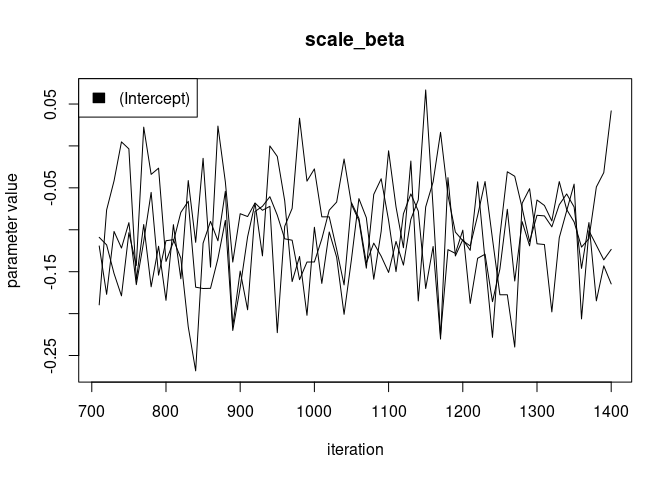 scale_beta
(Intercept)
0.05
-0.05
-0.15
-0.25
parameter value
700 800 900 1000 1100 1200 1300 1400
iteration